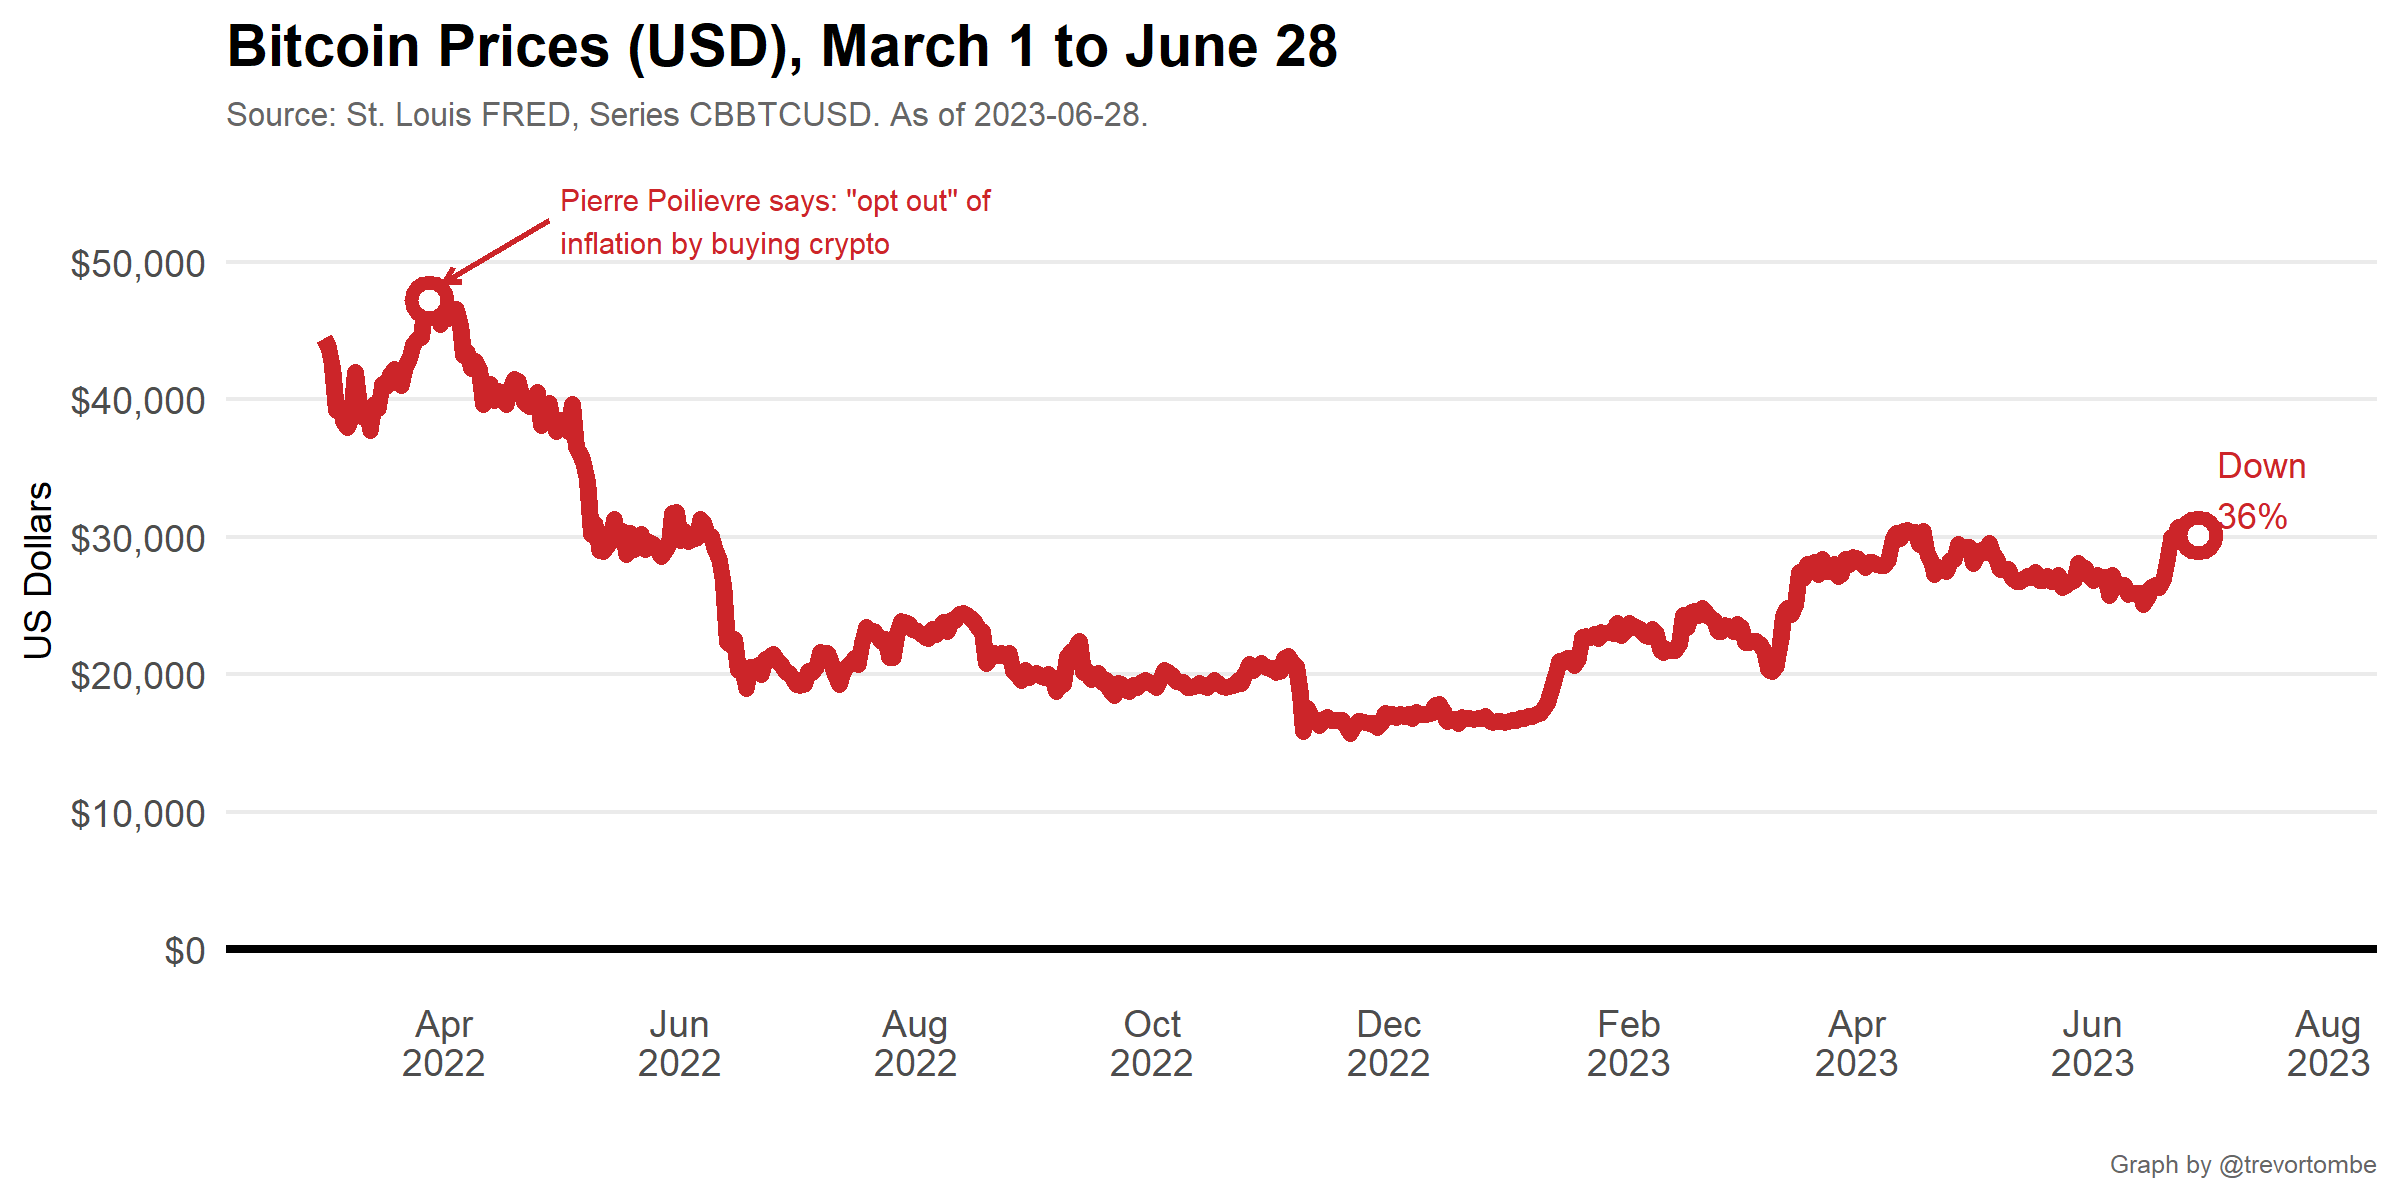 Bitcoin Prices (USD), March 1 to June 28
Source: St. Louis FRED, Series CBBTCUSD. As of 2023-06-28.
Pierre Poilievre says: "opt out" of
inflation by buying crypto
$50,000
$40,000
$30,000
$20,000
$10,000
$0
US Dollars
Down
36%
Apr
2022
Jun
2022
Aug
2022
Oct
2022
Dec
2022
Feb
2023
Apr
2023
Jun
2023
Aug
2023
Graph by @trevortombe